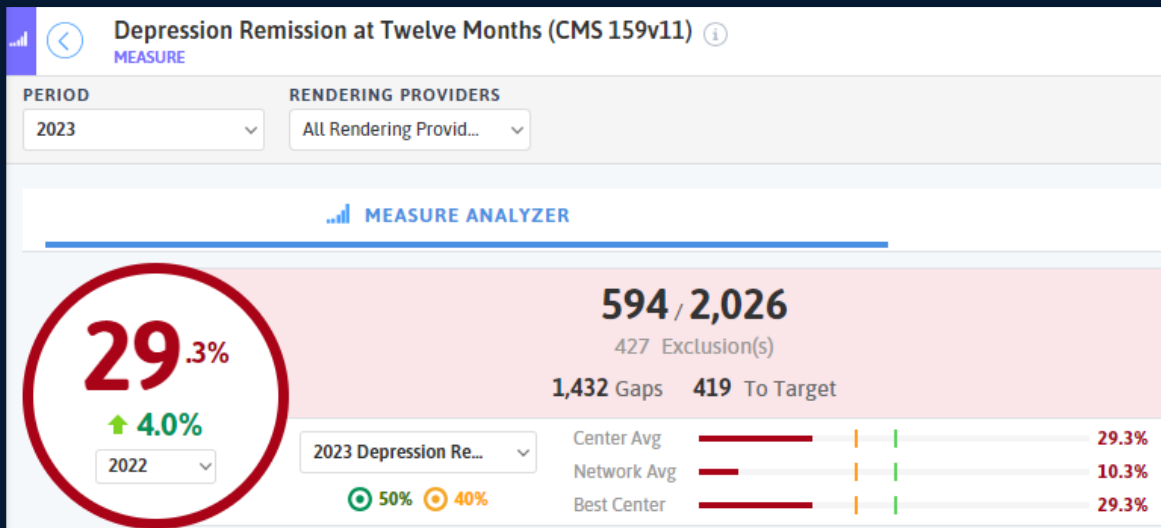 Depression Remission at Twelve Months (CMS 159v11) i
MEASURE
PERIOD RENDERING PROVIDERS
2023 All Rendering Provid...
MEASURE ANALYZER
594 / 2,026
427 Exclusion(s)
1,432 Gaps 419 To Target
29.3%
4.0%
2022
2023 Depression Re...
50% 40%
Center Avg 29.3%
Network Avg 10.3%
Best Center 29.3%